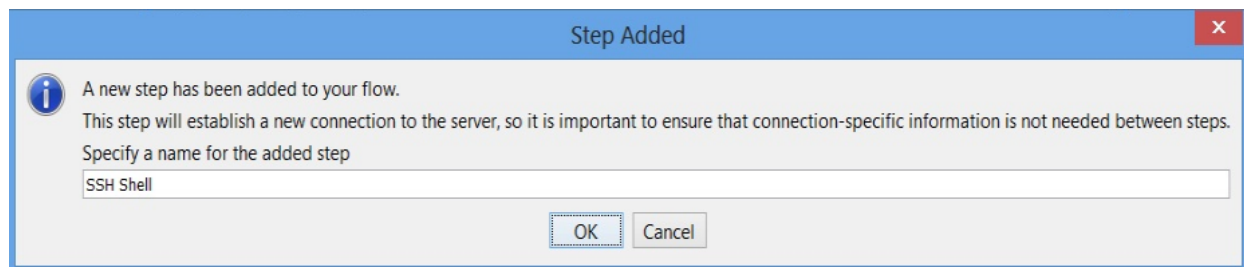 Step Added
x
A new step has been added to your flow.
This step will establish a new connection to the server, so it is important to ensure that connection-specific information is not needed between steps.
Specify a name for the added step
SSH Shell
OK Cancel